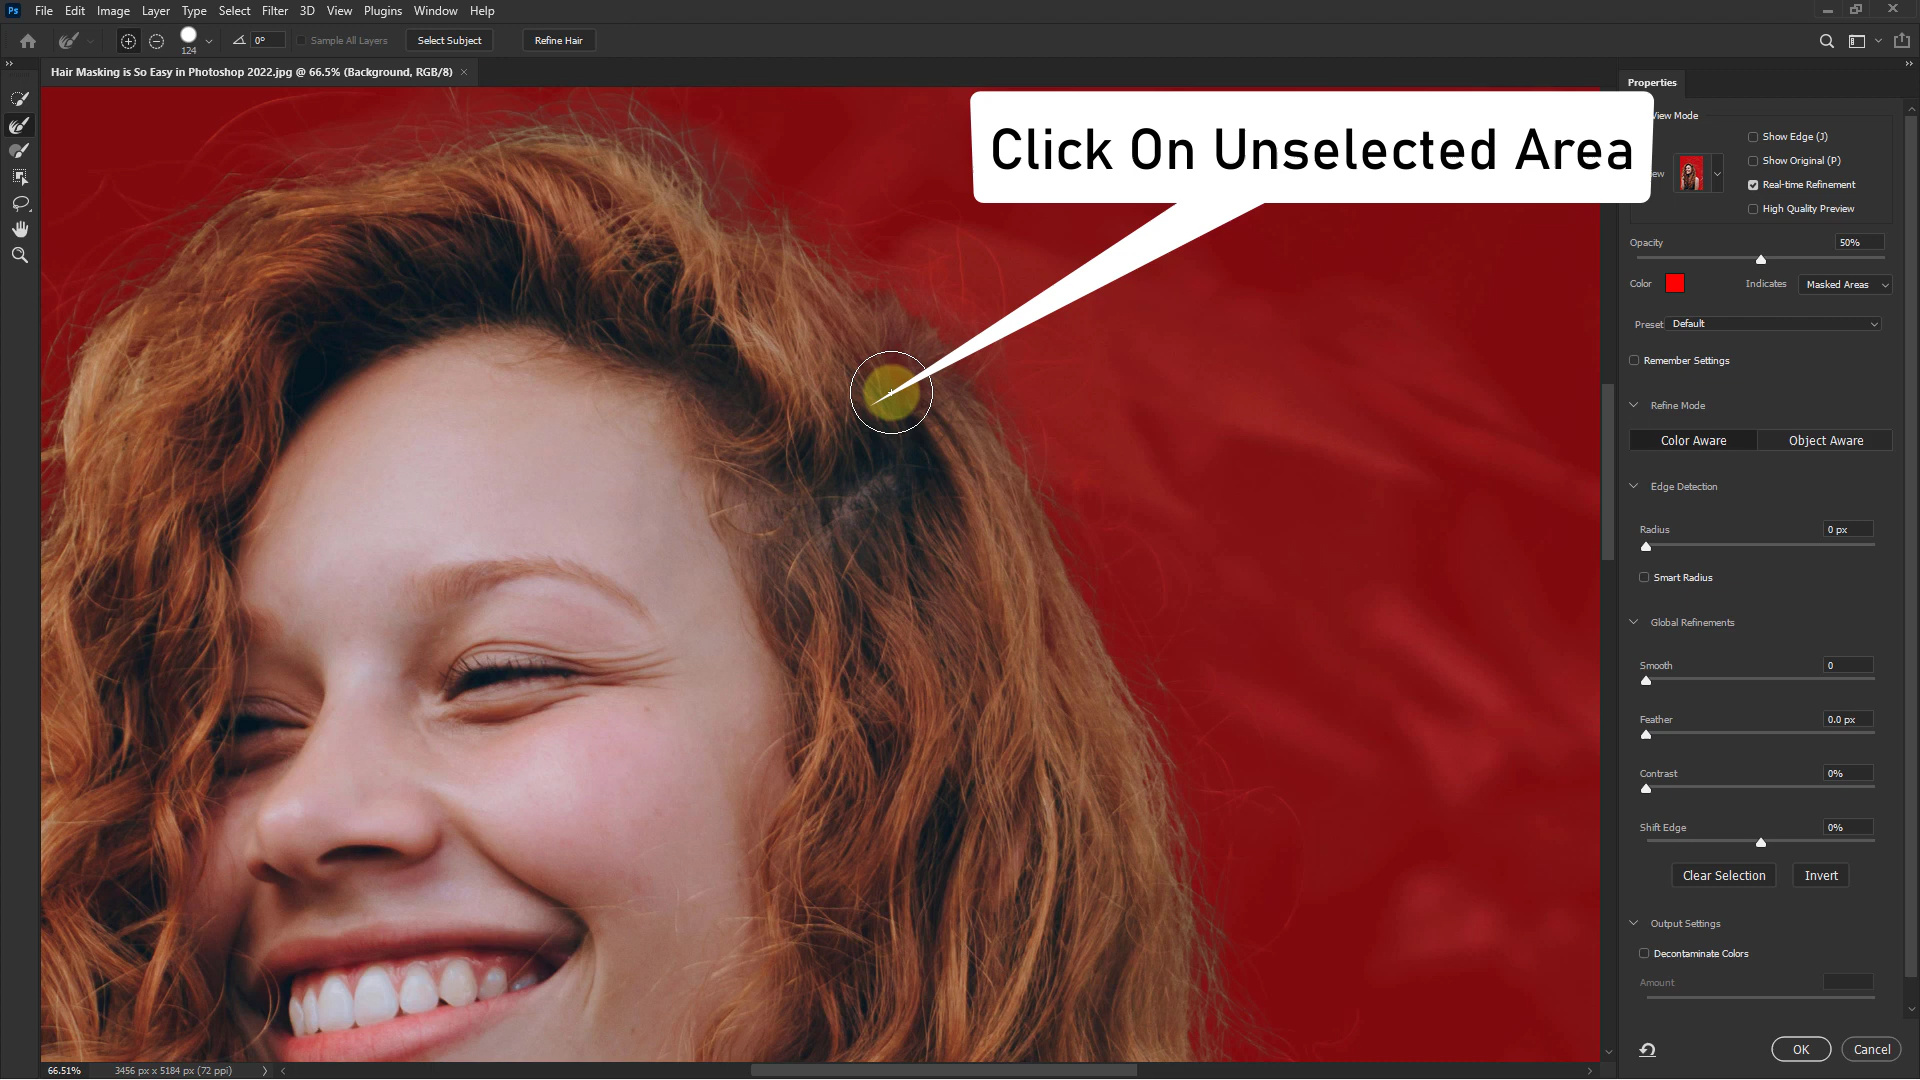 Ps File Edit Image Layer Type Select Filter 3D View Plugins Window Help
124 0° Sample All Layers Select Subject Refine Hair
Hair Masking is So Easy in Photoshop 2022.jpg @ 66.5% (Background, RGB/8)
Properties
Click On Unselected Area
View Mode
Show Edge (J)
Show Original (P)
Real-time Refinement
High Quality Preview
Opacity 50%
Color Indicates Masked Areas
Preset Default
Remember Settings
Refine Mode
Color Aware Object Aware
Edge Detection
Radius 0 px
Smart Radius
Global Refinements
Smooth 0
Feather 0.0 px
Contrast 0%
Shift Edge 0%
Clear Selection Invert
Output Settings
Decontaminate Colors
Amount
OK Cancel
66.51% 3456 px x 5184 px (72 ppi)